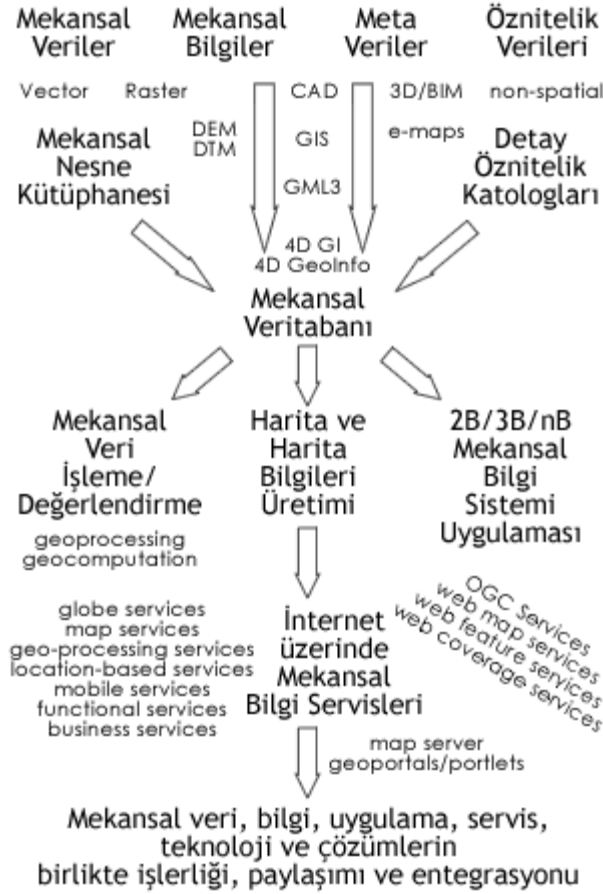 Mekansal Veriler
Mekansal Bilgiler
Meta Veriler
Öznitelik Verileri
Vector
Raster
CAD
3D/BIM
non-spatial
Mekansal
Nesne
Kütüphanesi
DEM
DTM
GIS
e-maps
Detay
Öznitelik
Katologları
GML3
4D GI
4D GeoInfo
Mekansal
Veritabanı
Mekansal
Veri
İşleme/
Değerlendirme
Harita ve
Harita
Bilgileri
Üretimi
2B/3B/nB
Mekansal
Bilgi
Sistemi
Uygulaması
geoprocessing
geocomputation
globe services
map services
geo-processing services
location-based services
mobile services
functional services
business services
İnternet
üzerinde
Mekansal
Bilgi Servisleri
OGC Services
web map services
web feature services
web coverage services
map server
geoportals/portlets
Mekansal veri, bilgi, uygulama, servis,
teknoloji ve çözümlerin
birlikte işlerliği, paylaşımı ve entegrasyonu